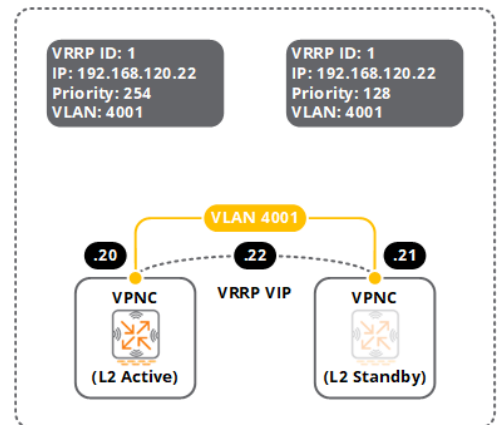 VRRP ID: 1
IP: 192.168.120.22
Priority: 254
VLAN: 4001
VRRP ID: 1
IP: 192.168.120.22
Priority: 128
VLAN: 4001
VLAN 4001
.20
.22
.21
VPNC
VRRP VIP
VPNC
(L2 Active)
(L2 Standby)